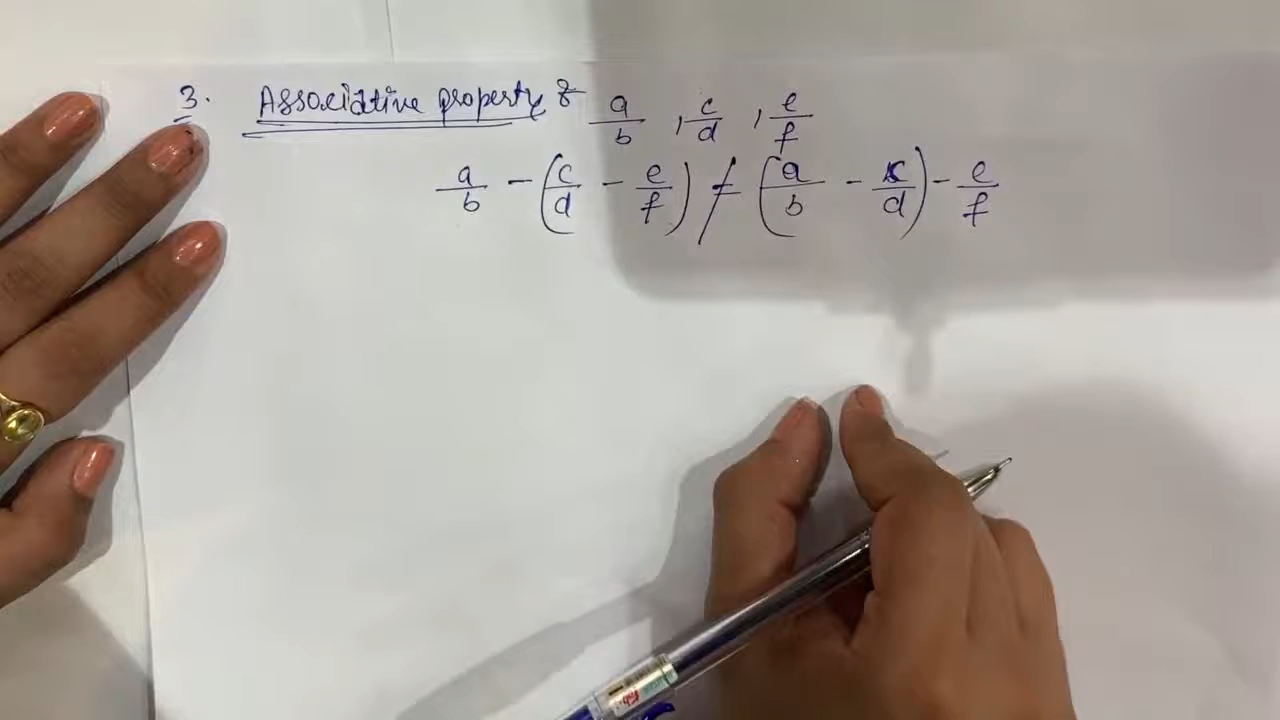 3. Associative property :- a/b , c/d , e/f
a/b - (c/d - e/f) ≠ (a/b - c/d) - e/f